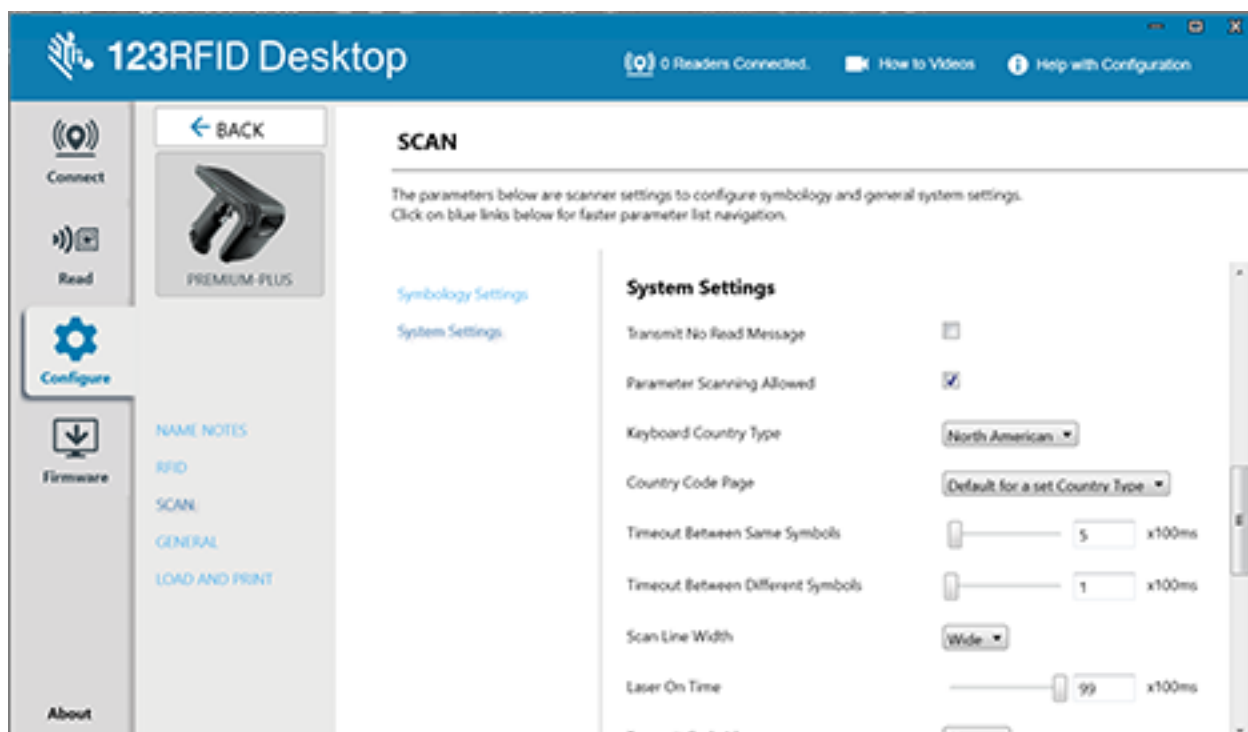 123RFID Desktop
0 Readers Connected.
How to Videos
Help with Configuration
Connect
Read
Configure
Firmware
About
BACK
PREMIUM-PLUS
NAME NOTES
RFID
SCAN
GENERAL
LOAD AND PRINT
SCAN
The parameters below are scanner settings to configure symbology and general system settings.
Click on blue links below for faster parameter list navigation.
Symbology Settings
System Settings
System Settings
Transmit No Read Message
Parameter Scanning Allowed
Keyboard Country Type North American
Country Code Page Default for a set Country Type
Timeout Between Same Symbols 5 x100ms
Timeout Between Different Symbols 1 x100ms
Scan Line Width Wide
Laser On Time 99 x100ms